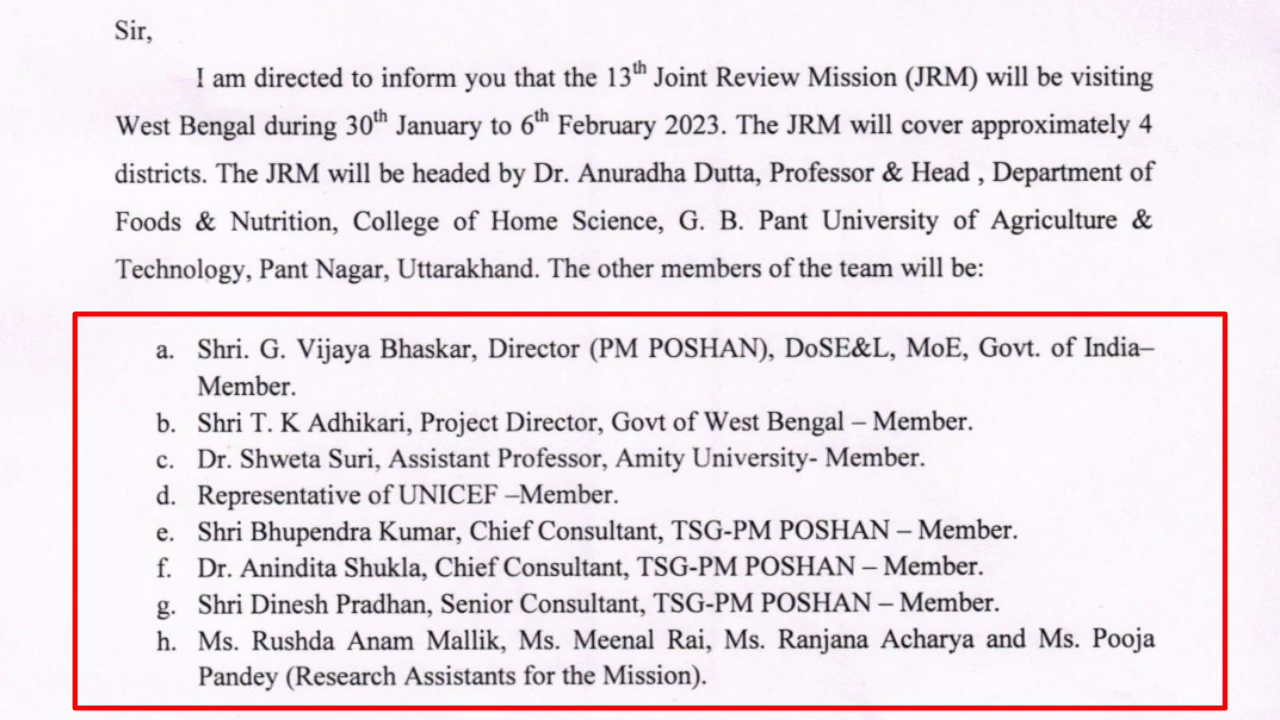 Sir,
I am directed to inform you that the 13th Joint Review Mission (JRM) will be visiting
West Bengal during 30th January to 6th February 2023. The JRM will cover approximately 4
districts. The JRM will be headed by Dr. Anuradha Dutta, Professor & Head , Department of
Foods & Nutrition, College of Home Science, G. B. Pant University of Agriculture &
Technology, Pant Nagar, Uttarakhand. The other members of the team will be:
a. Shri. G. Vijaya Bhaskar, Director (PM POSHAN), DoSE&L, MoE, Govt. of India–
Member.
b. Shri T. K Adhikari, Project Director, Govt of West Bengal – Member.
c. Dr. Shweta Suri, Assistant Professor, Amity University- Member.
d. Representative of UNICEF –Member.
e. Shri Bhupendra Kumar, Chief Consultant, TSG-PM POSHAN – Member.
f. Dr. Anindita Shukla, Chief Consultant, TSG-PM POSHAN – Member.
g. Shri Dinesh Pradhan, Senior Consultant, TSG-PM POSHAN – Member.
h. Ms. Rushda Anam Mallik, Ms. Meenal Rai, Ms. Ranjana Acharya and Ms. Pooja
Pandey (Research Assistants for the Mission).